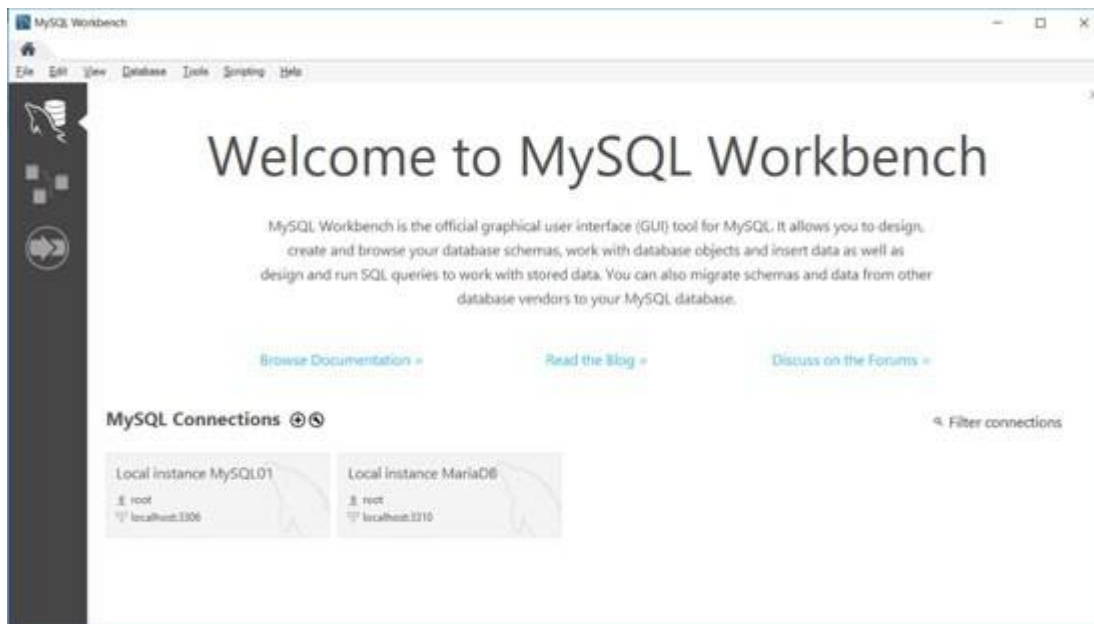 MySQL Workbench
File Edit View Database Tools Scripting Help
Welcome to MySQL Workbench
MySQL Workbench is the official graphical user interface (GUI) tool for MySQL. It allows you to design,
create and browse your database schemas, work with database objects and insert data as well as
design and run SQL queries to work with stored data. You can also migrate schemas and data from other
database vendors to your MySQL database.
Browse Documentation > Read the Blog > Discuss on the Forums >
MySQL Connections Filter connections
Local instance MySQL01 Local instance MariaDB
root root
localhost:3306 localhost:3310